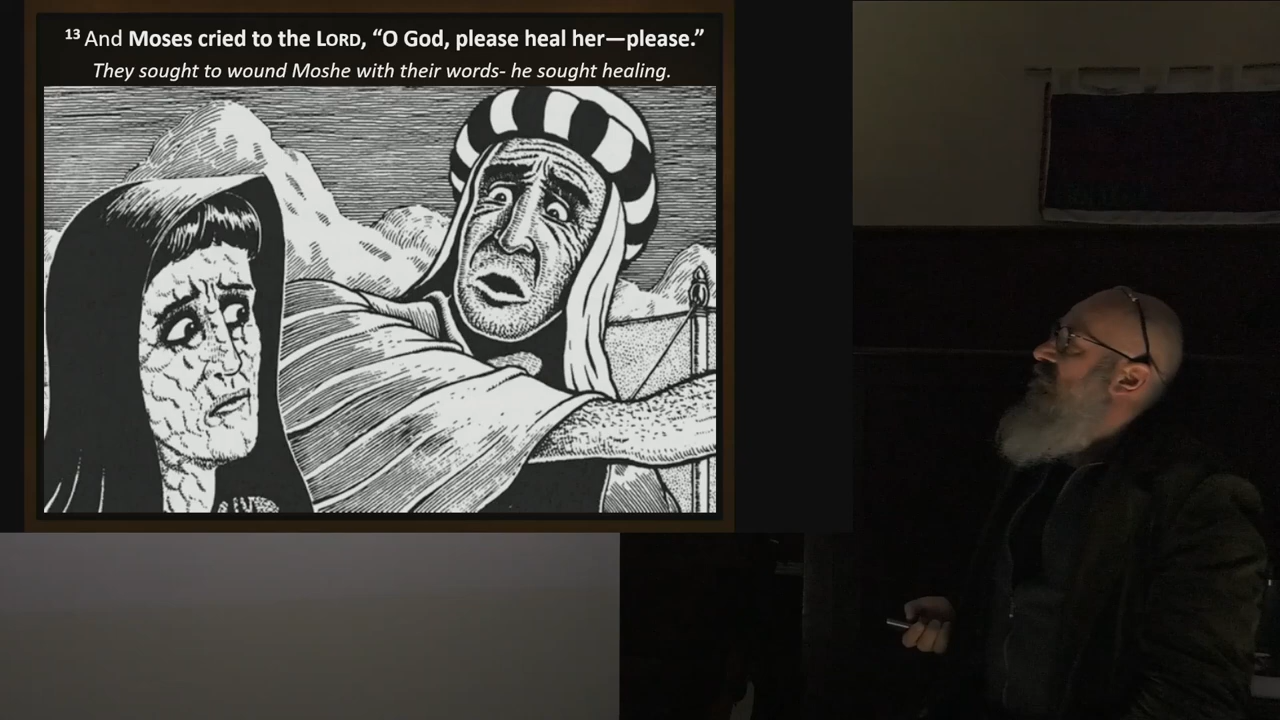 13 And Moses cried to the LORD, “O God, please heal her—please.”
They sought to wound Moshe with their words- he sought healing.